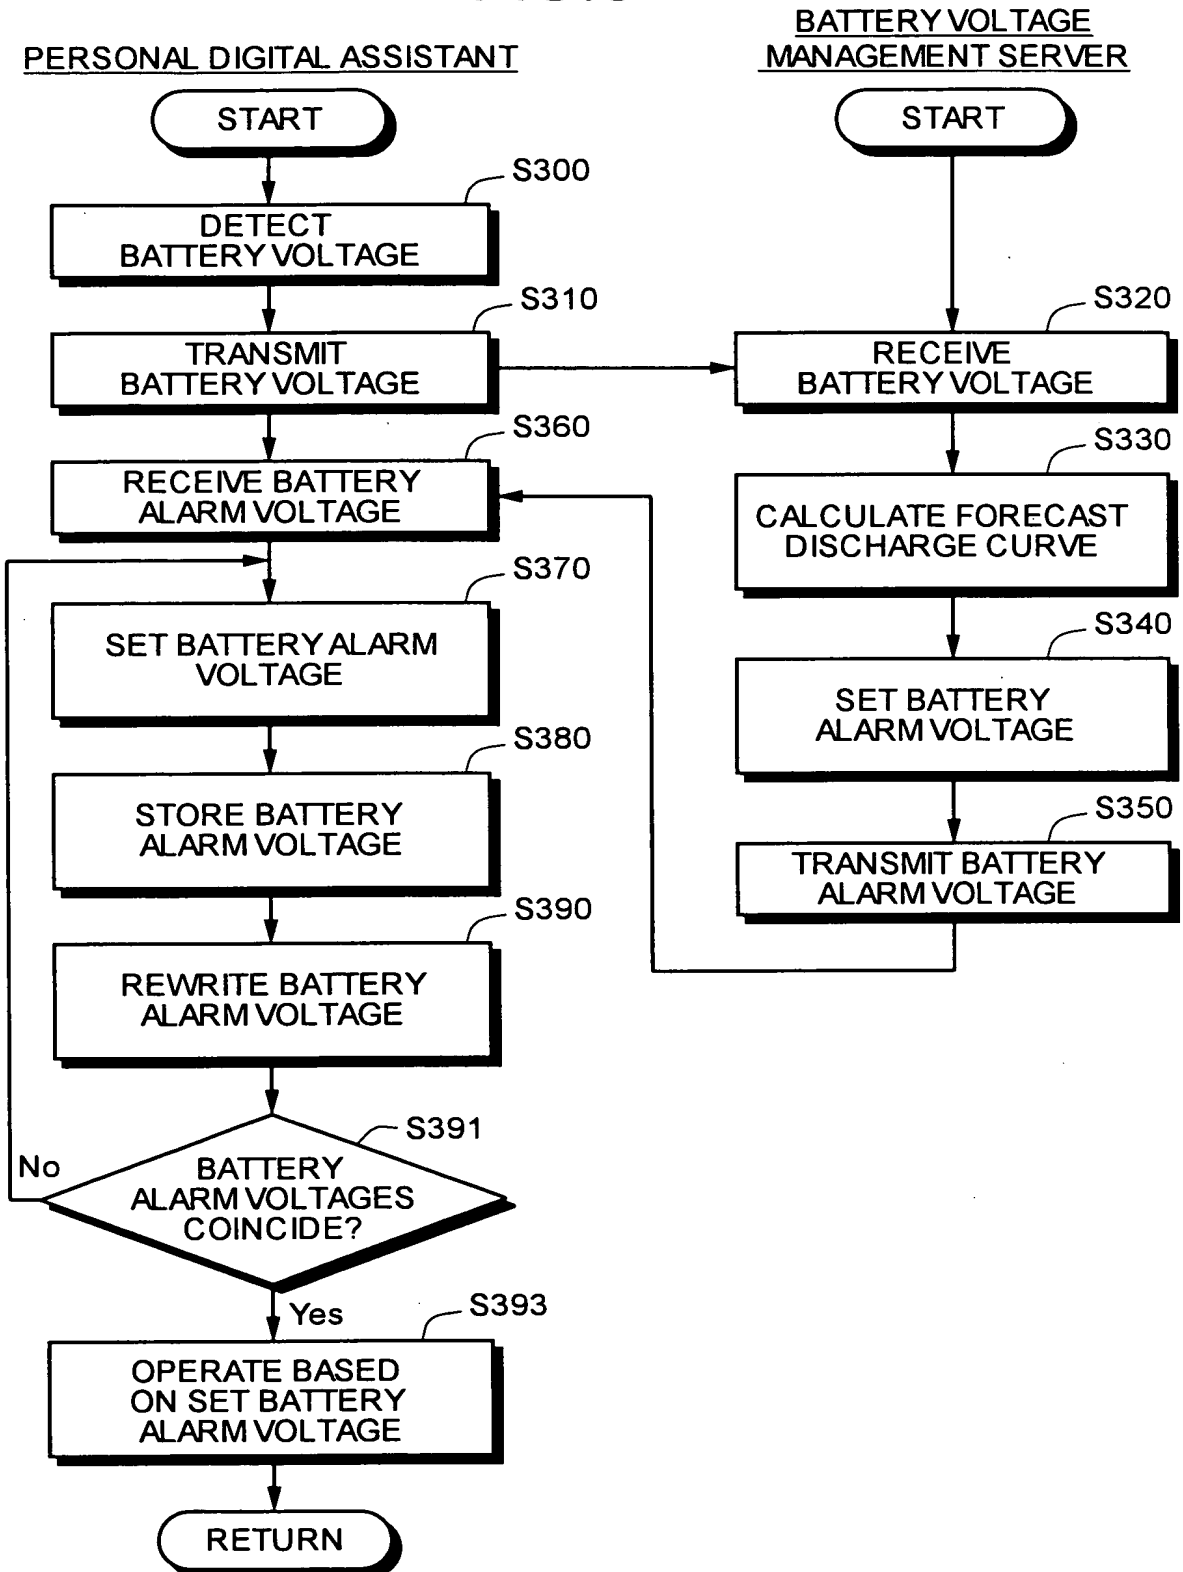 PERSONAL DIGITAL ASSISTANT
START
S300
DETECT
BATTERY VOLTAGE
S310
TRANSMIT
BATTERY VOLTAGE
S360
RECEIVE BATTERY
ALARM VOLTAGE
S370
SET BATTERY ALARM
VOLTAGE
S380
STORE BATTERY
ALARM VOLTAGE
S390
REWRITE BATTERY
ALARM VOLTAGE
S391
No
BATTERY
ALARM VOLTAGES
COINCIDE?
Yes
S393
OPERATE BASED
ON SET BATTERY
ALARM VOLTAGE
RETURN
BATTERY VOLTAGE
MANAGEMENT SERVER
START
S320
RECEIVE
BATTERY VOLTAGE
S330
CALCULATE FORECAST
DISCHARGE CURVE
S340
SET BATTERY
ALARM VOLTAGE
S350
TRANSMIT BATTERY
ALARM VOLTAGE